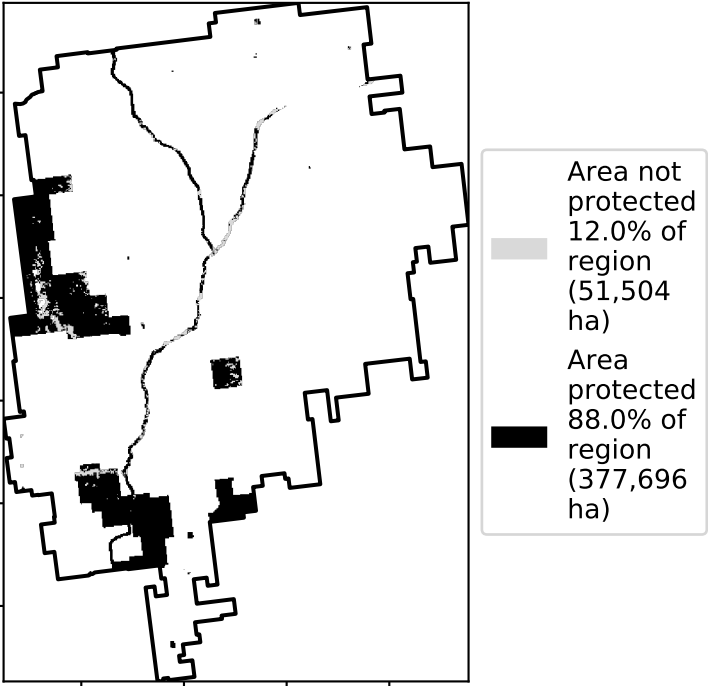 Area not
protected
12.0% of
region
(51,504
ha)
Area
protected
88.0% of
region
(377,696
ha)